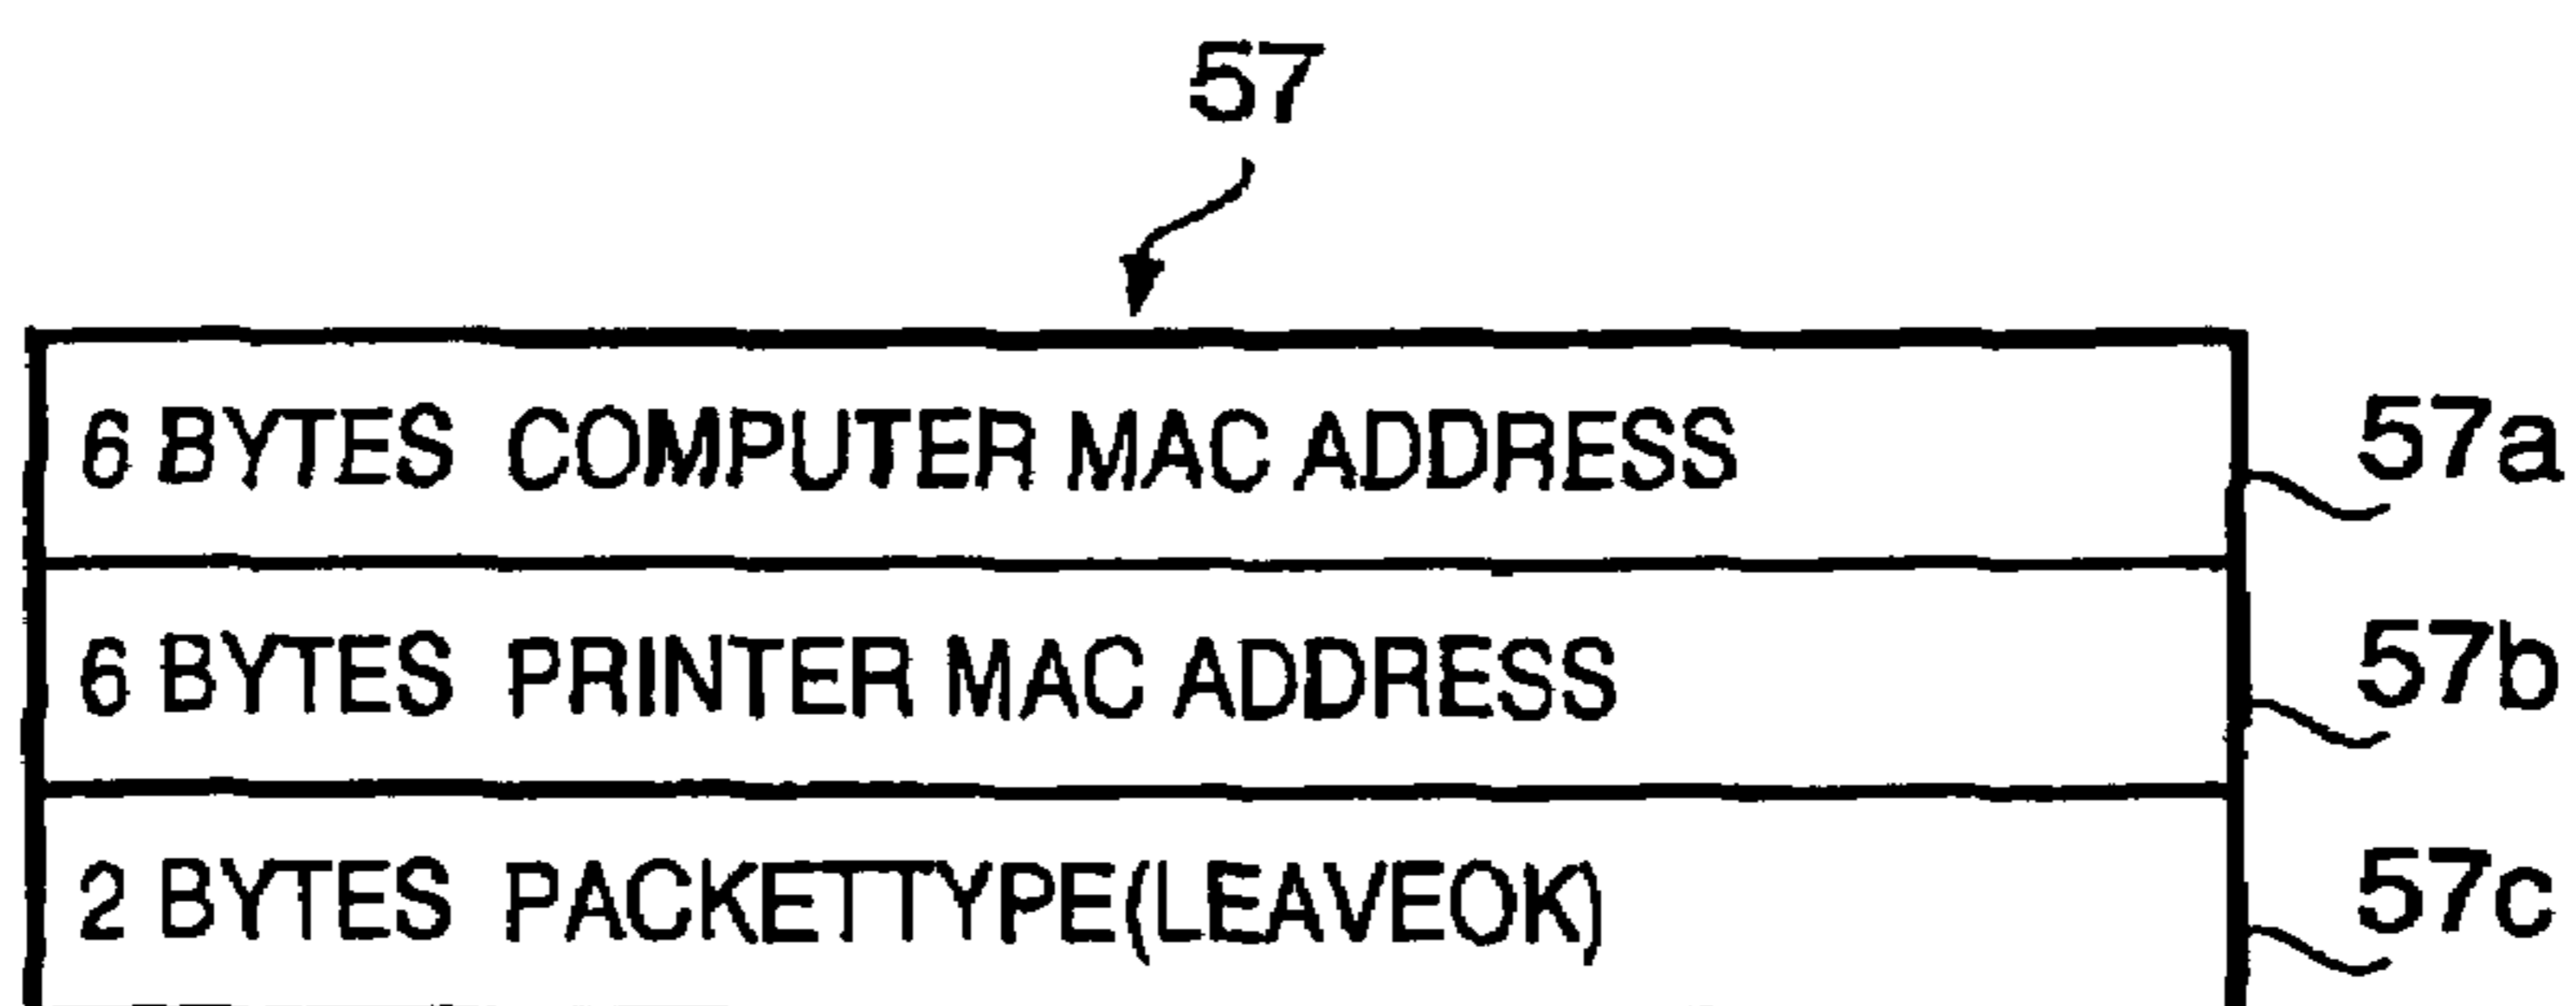 57
6 BYTES COMPUTER MAC ADDRESS 57a
6 BYTES PRINTER MAC ADDRESS 57b
2 BYTES PACKETTYPE(LEAVEOK) 57c